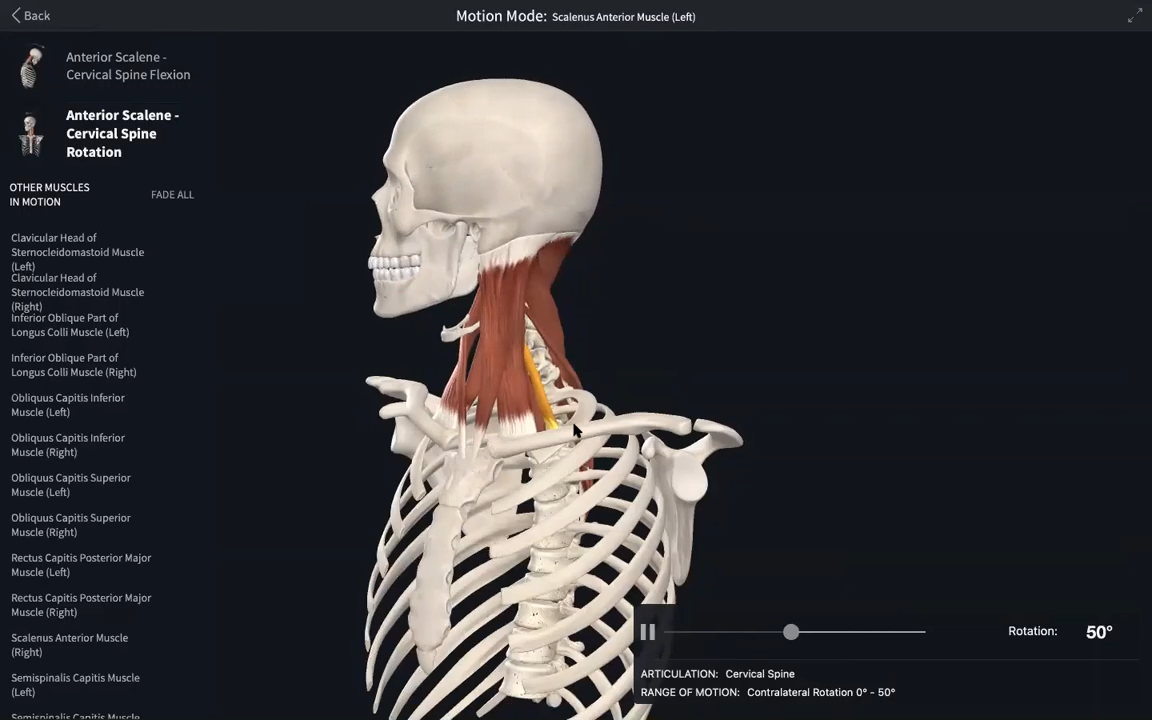 Back
Motion Mode: Scalenus Anterior Muscle (Left)
Anterior Scalene -
Cervical Spine Flexion
Anterior Scalene -
Cervical Spine
Rotation
OTHER MUSCLES
IN MOTION
FADE ALL
Clavicular Head of
Sternocleidomastoid Muscle
(Left)
Clavicular Head of
Sternocleidomastoid Muscle
(Right)
Inferior Oblique Part of
Longus Colli Muscle (Left)
Inferior Oblique Part of
Longus Colli Muscle (Right)
Obliquus Capitis Inferior
Muscle (Left)
Obliquus Capitis Inferior
Muscle (Right)
Obliquus Capitis Superior
Muscle (Left)
Obliquus Capitis Superior
Muscle (Right)
Rectus Capitis Posterior Major
Muscle (Left)
Rectus Capitis Posterior Major
Muscle (Right)
Scalenus Anterior Muscle
(Right)
Semispinalis Capitis Muscle
(Left)
Semispinalis Capitis Muscle
Rotation: 50°
ARTICULATION: Cervical Spine
RANGE OF MOTION: Contralateral Rotation 0° - 50°